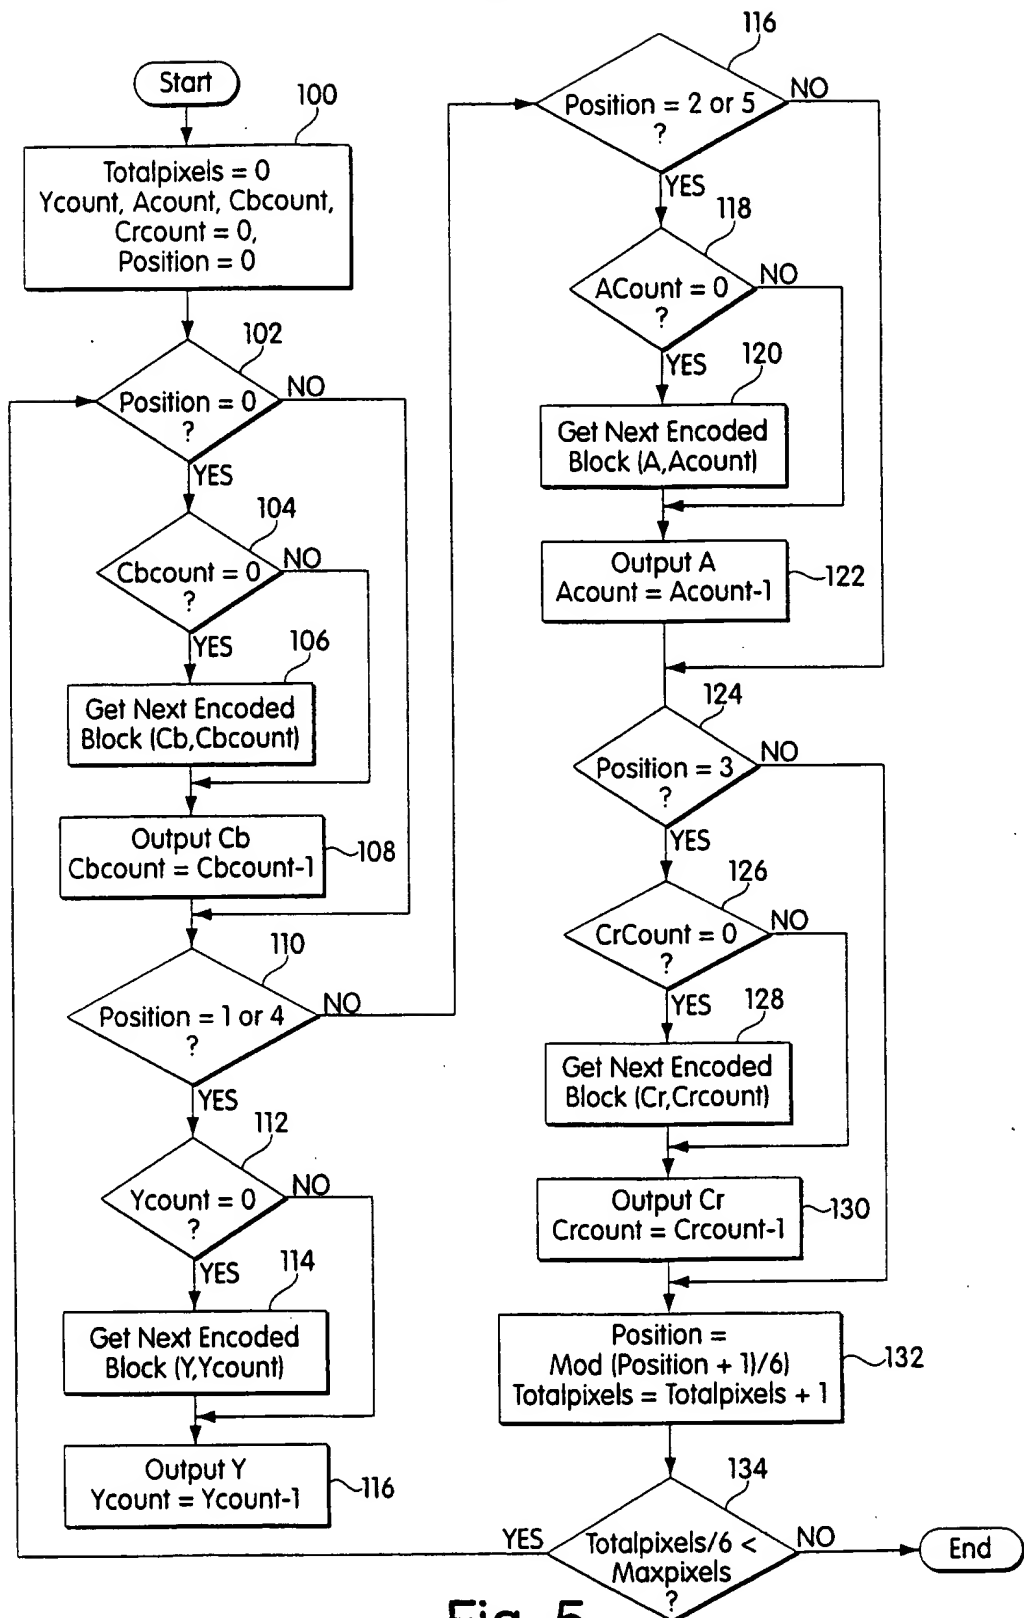 Start
100
Totalpixels = 0
Ycount, Acount, Cbcount,
Crcount = 0,
Position = 0
102
Position = 0
?
NO
YES
104
Cbcount = 0
?
NO
YES
106
Get Next Encoded
Block (Cb,Cbcount)
Output Cb
Cbcount = Cbcount-1
108
110
Position = 1 or 4
?
NO
YES
112
Ycount = 0
?
NO
YES
114
Get Next Encoded
Block (Y,Ycount)
Output Y
Ycount = Ycount-1
116
116
Position = 2 or 5
?
NO
YES
118
ACount = 0
?
NO
YES
120
Get Next Encoded
Block (A,Acount)
Output A
Acount = Acount-1
122
124
Position = 3
?
NO
YES
126
CrCount = 0
?
NO
YES
128
Get Next Encoded
Block (Cr,Crcount)
Output Cr
Crcount = Crcount-1
130
Position =
Mod (Position + 1)/6)
Totalpixels = Totalpixels + 1
132
134
Totalpixels/6 <
Maxpixels
?
YES
NO
End
Fig. 5